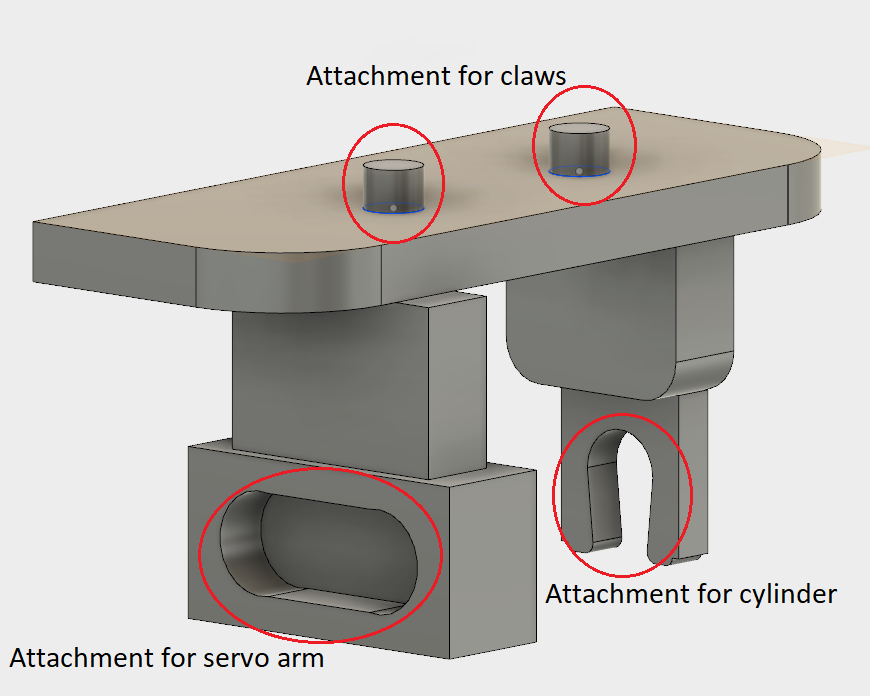 Attachment for claws
Attachment for cylinder
Attachment for servo arm